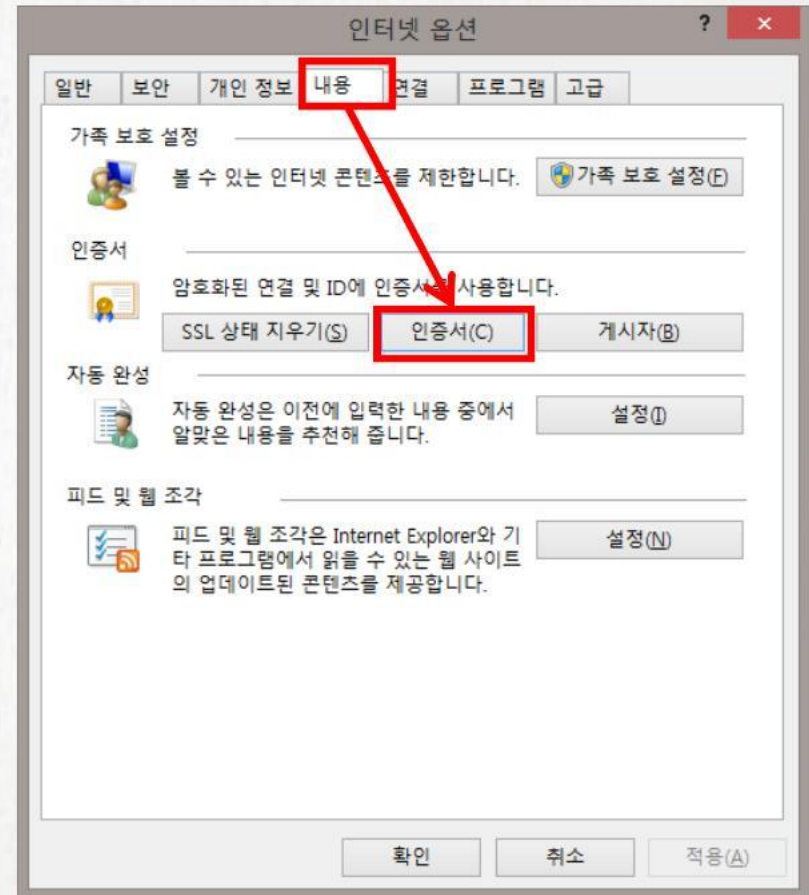 인터넷 옵션
?
일반 보안 개인 정보 내용 연결 프로그램 고급
가족 보호 설정
볼 수 있는 인터넷 콘텐츠를 제한합니다. 가족 보호 설정(F)
인증서
암호화된 연결 및 ID에 인증서를 사용합니다.
SSL 상태 지우기(S) 인증서(C) 게시자(B)
자동 완성
자동 완성은 이전에 입력한 내용 중에서 설정(I)
알맞은 내용을 추천해 줍니다.
피드 및 웹 조각
피드 및 웹 조각은 Internet Explorer와 기 설정(N)
타 프로그램에서 읽을 수 있는 웹 사이트
의 업데이트된 콘텐츠를 제공합니다.
확인 취소 적용(A)